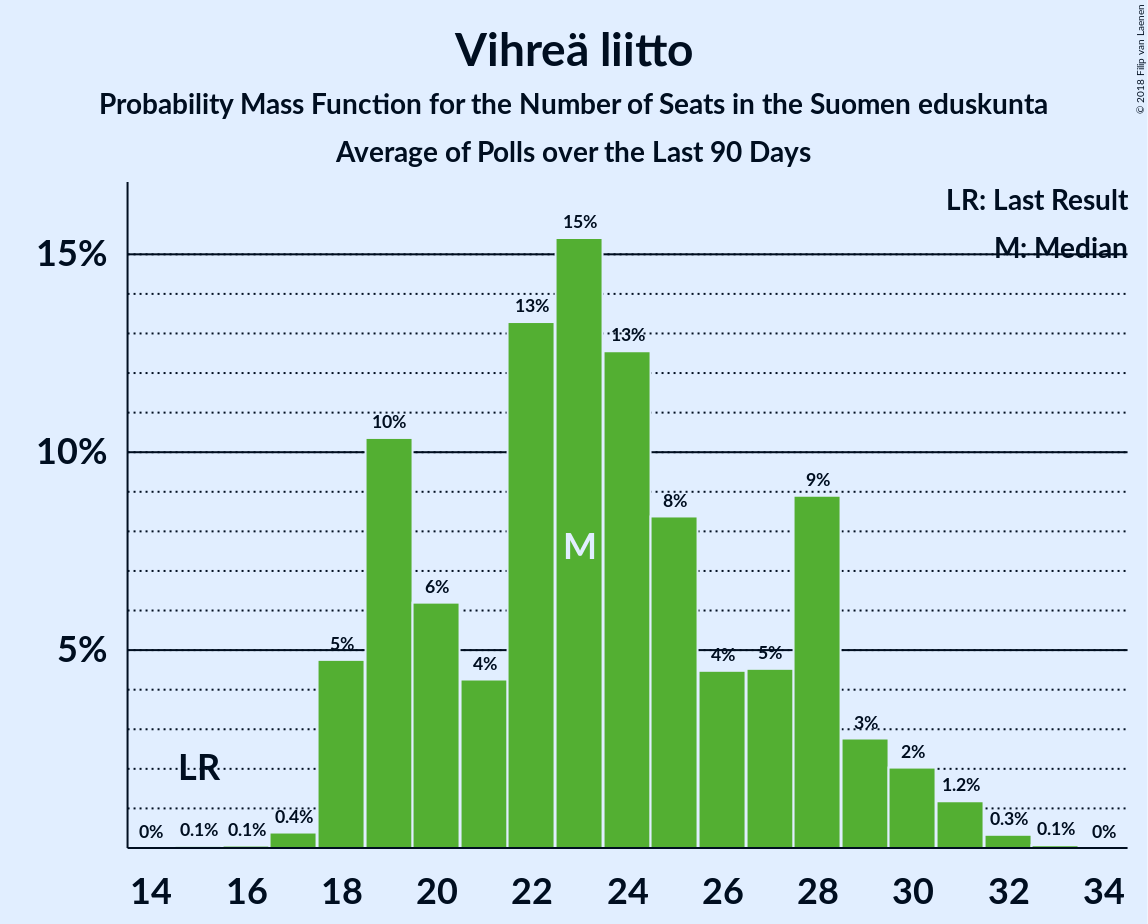 Vihreä liitto
Probability Mass Function for the Number of Seats in the Suomen eduskunta
Average of Polls over the Last 90 Days
© 2018 Filip van Laenen
LR: Last Result
M: Median
15%
10%
5%
LR
M
0%
0.1%
0.1%
0.4%
5%
10%
6%
4%
13%
15%
13%
8%
4%
5%
9%
3%
2%
1.2%
0.3%
0.1%
0%
14 16 18 20 22 24 26 28 30 32 34